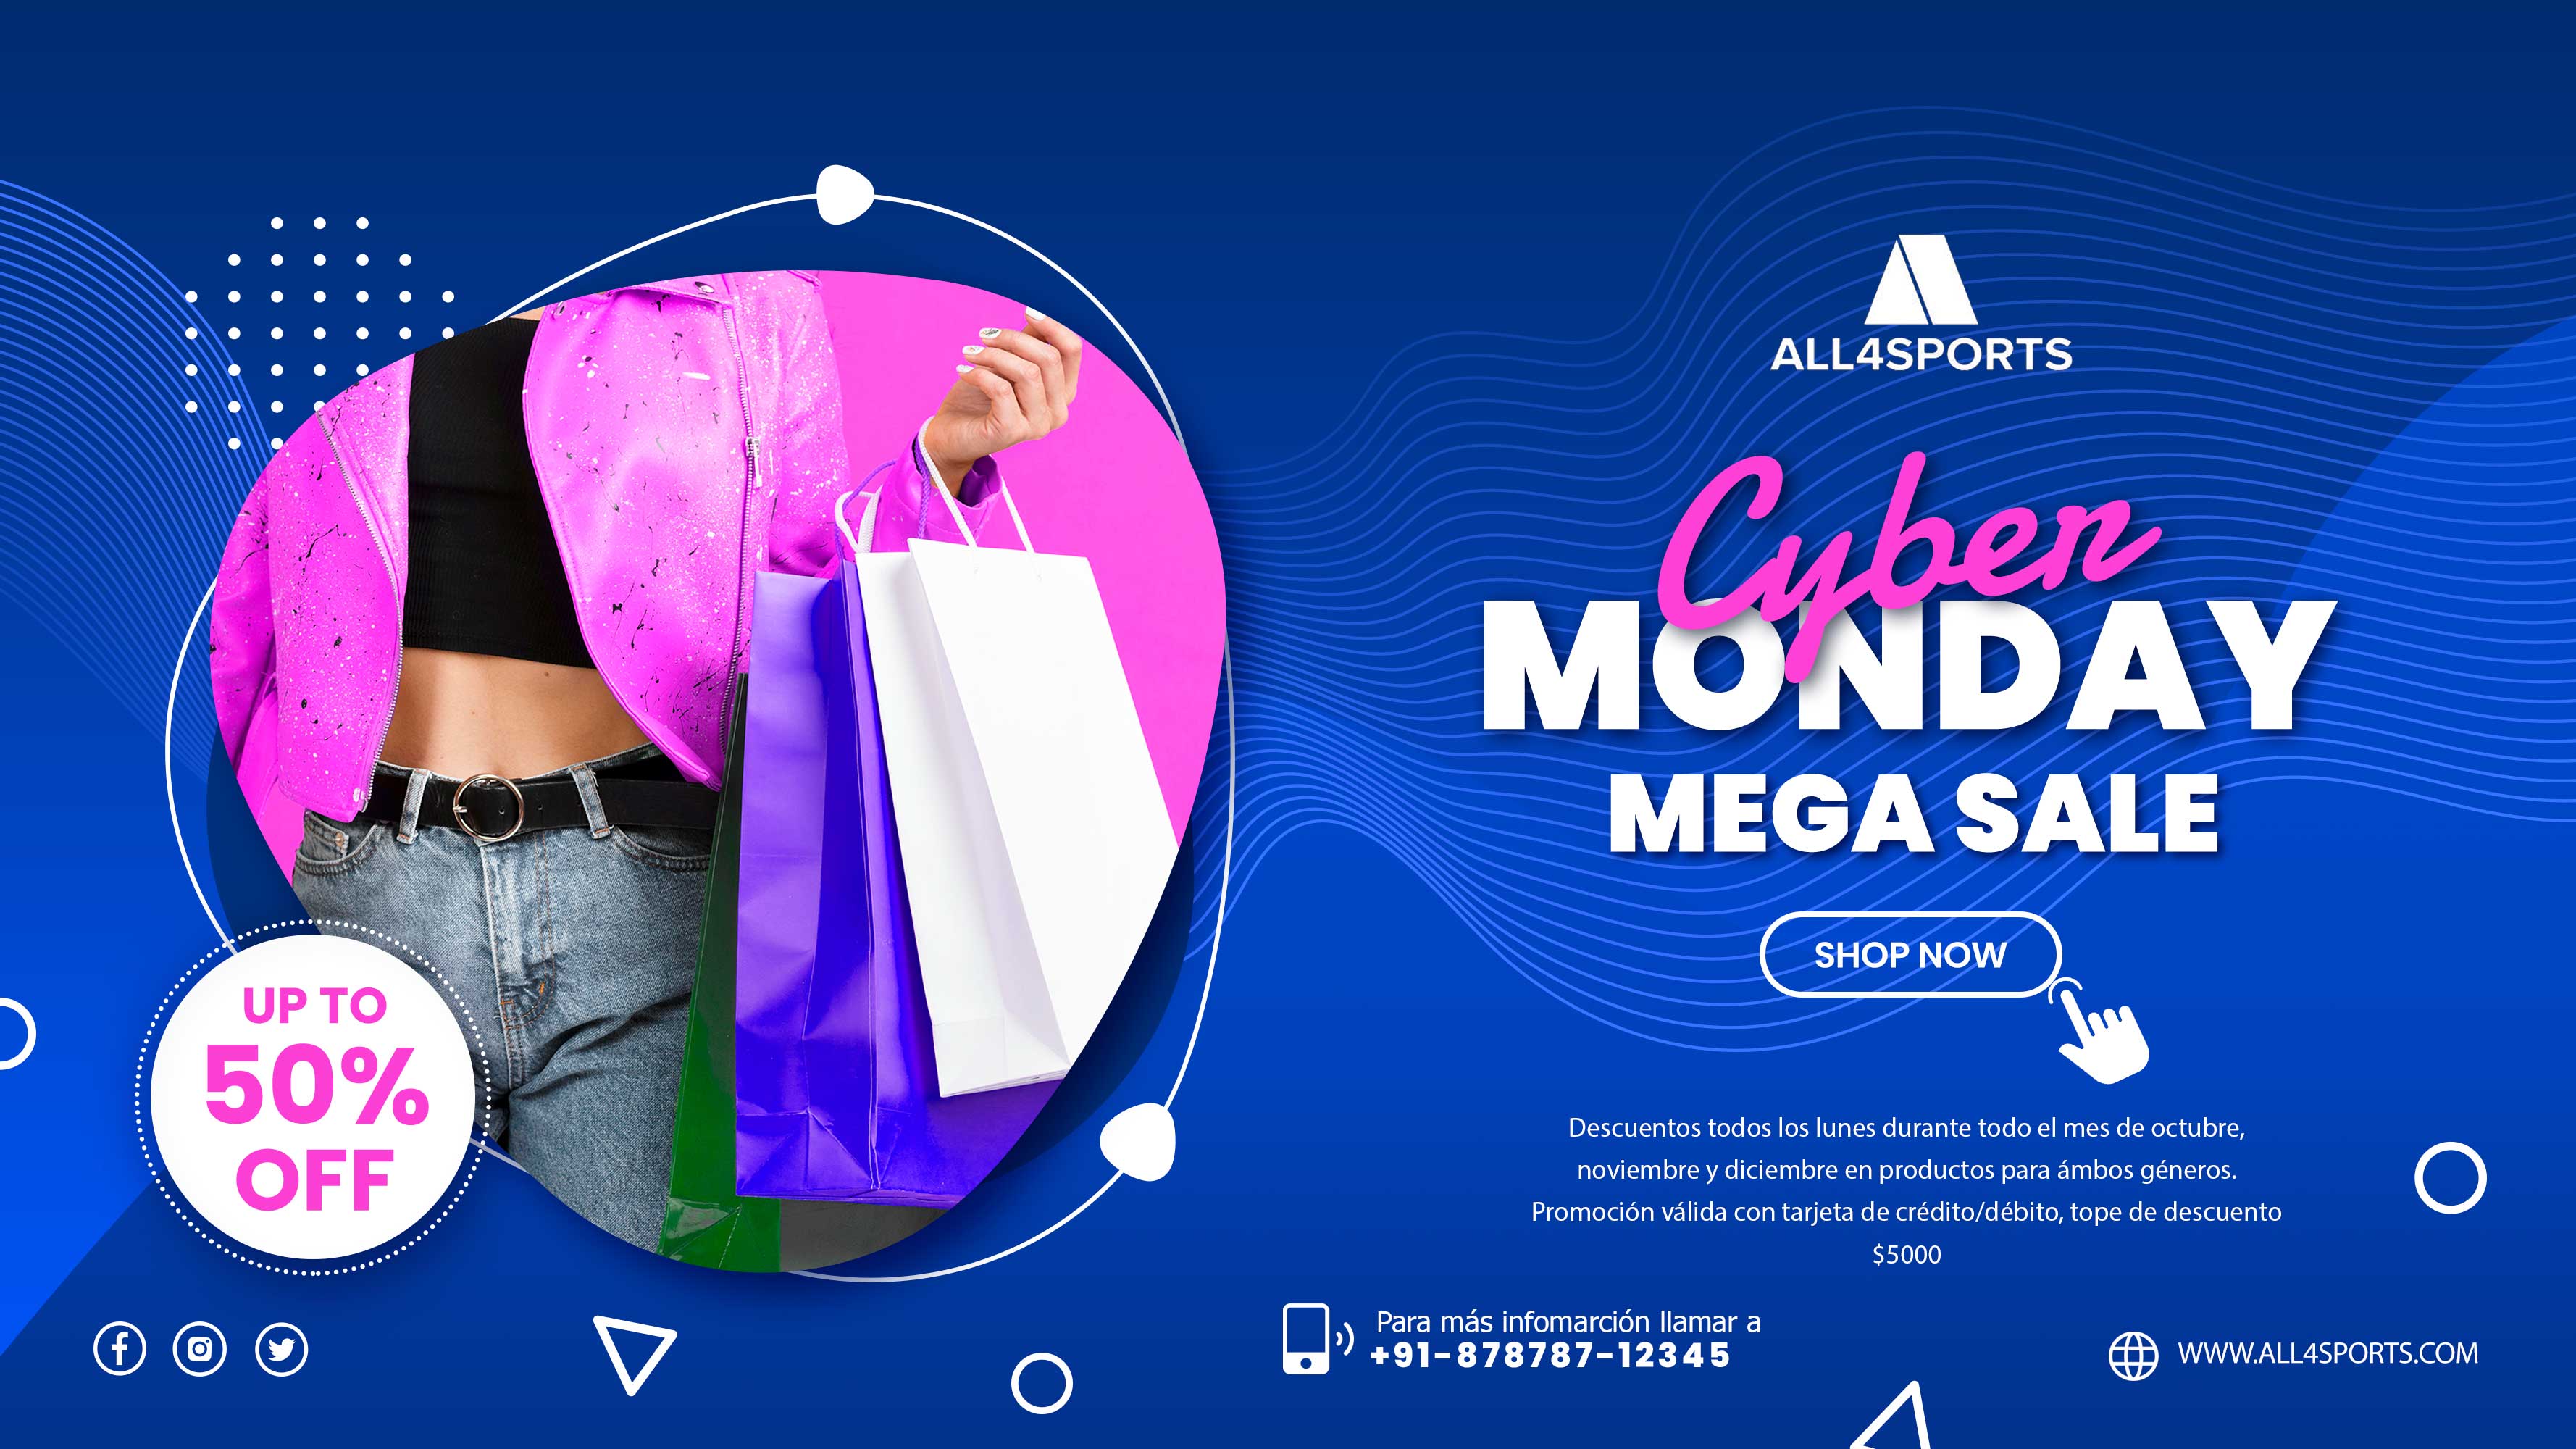 ALL4SPORTS
Cyber
MONDAY
MEGA SALE
SHOP NOW
UP TO
50%
OFF
Descuentos todos los lunes durante todo el mes de octubre,
noviembre y diciembre en productos para ámbos géneros.
Promoción válida con tarjeta de crédito/débito, tope de descuento
$5000
Para más infomarción llamar a
+91-878787-12345
WWW.ALL4SPORTS.COM